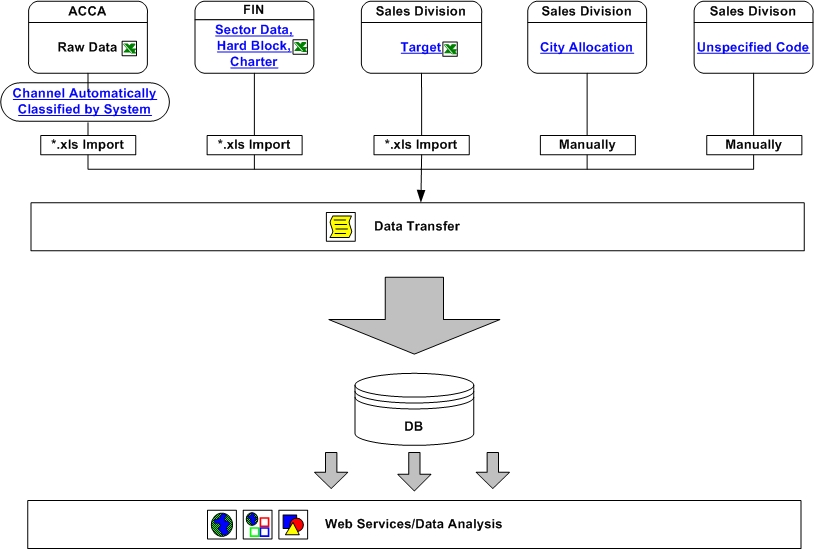 ACCA
FIN
Sales Division
Sales Division
Sales Divison
Raw Data
Sector Data,
Hard Block,
Charter
Target
City Allocation
Unspecified Code
Channel Automatically
Classified by System
*.xls Import
*.xls Import
*.xls Import
Manually
Manually
Data Transfer
DB
Web Services/Data Analysis